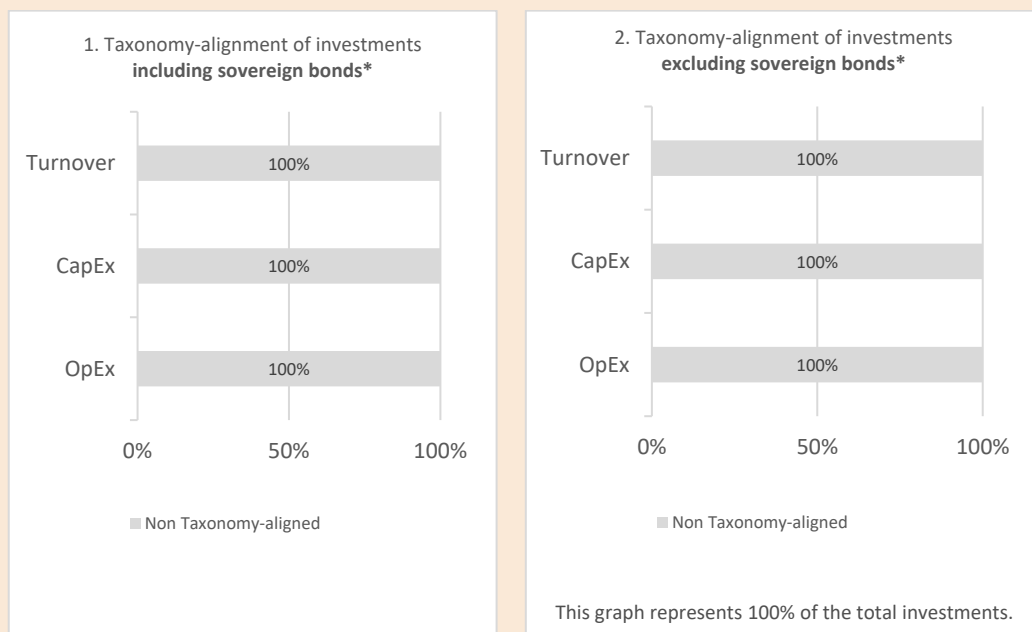 1. Taxonomy-alignment of investments
including sovereign bonds*
Turnover
100%
CapEx
100%
OpEx
100%
0%
50%
100%
Non Taxonomy-aligned
2. Taxonomy-alignment of investments
excluding sovereign bonds*
Turnover
100%
CapEx
100%
OpEx
100%
0%
50%
100%
Non Taxonomy-aligned
This graph represents 100% of the total investments.